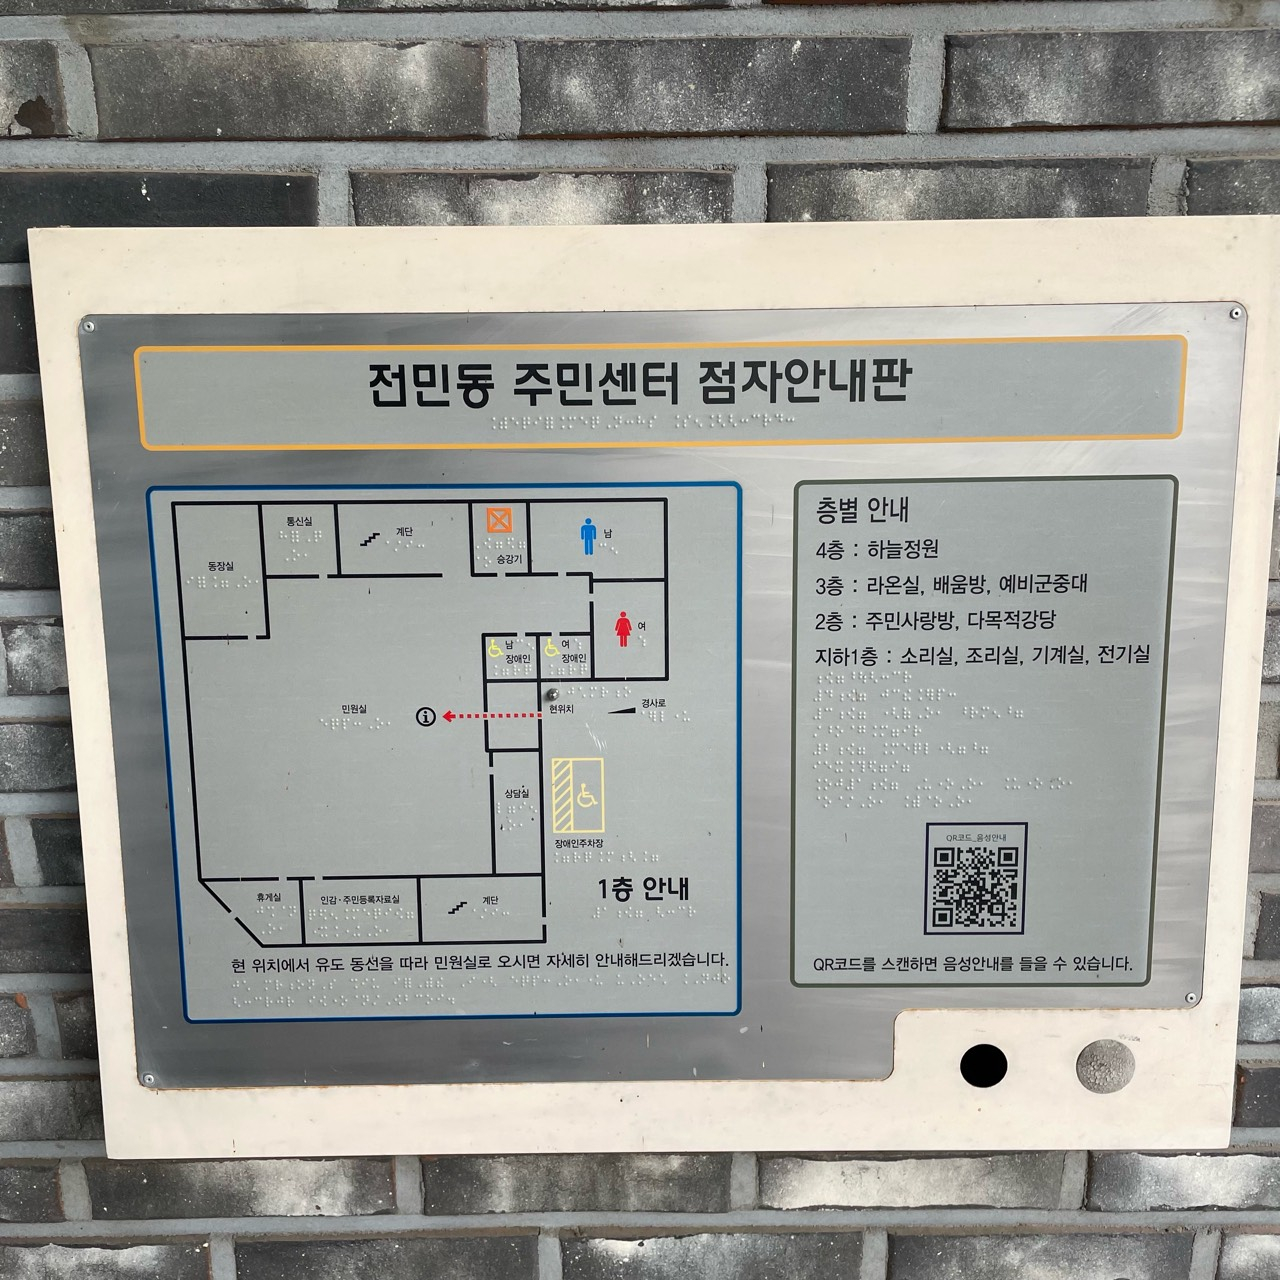 전민동 주민센터 점자안내판
동장실
통신실
계단
승강기
남
여
남
장애인
여
장애인
민원실
현위치
경사로
상담실
장애인주차장
휴게실
인감·주민등록자료실
계단
1층 안내
현 위치에서 유도 동선을 따라 민원실로 오시면 자세히 안내해드리겠습니다.
층별 안내
4층 : 하늘정원
3층 : 라온실, 배움방, 예비군중대
2층 : 주민사랑방, 다목적강당
지하1층 : 소리실, 조리실, 기계실, 전기실
QR코드_음성안내
QR코드를 스캔하면 음성안내를 들을 수 있습니다.